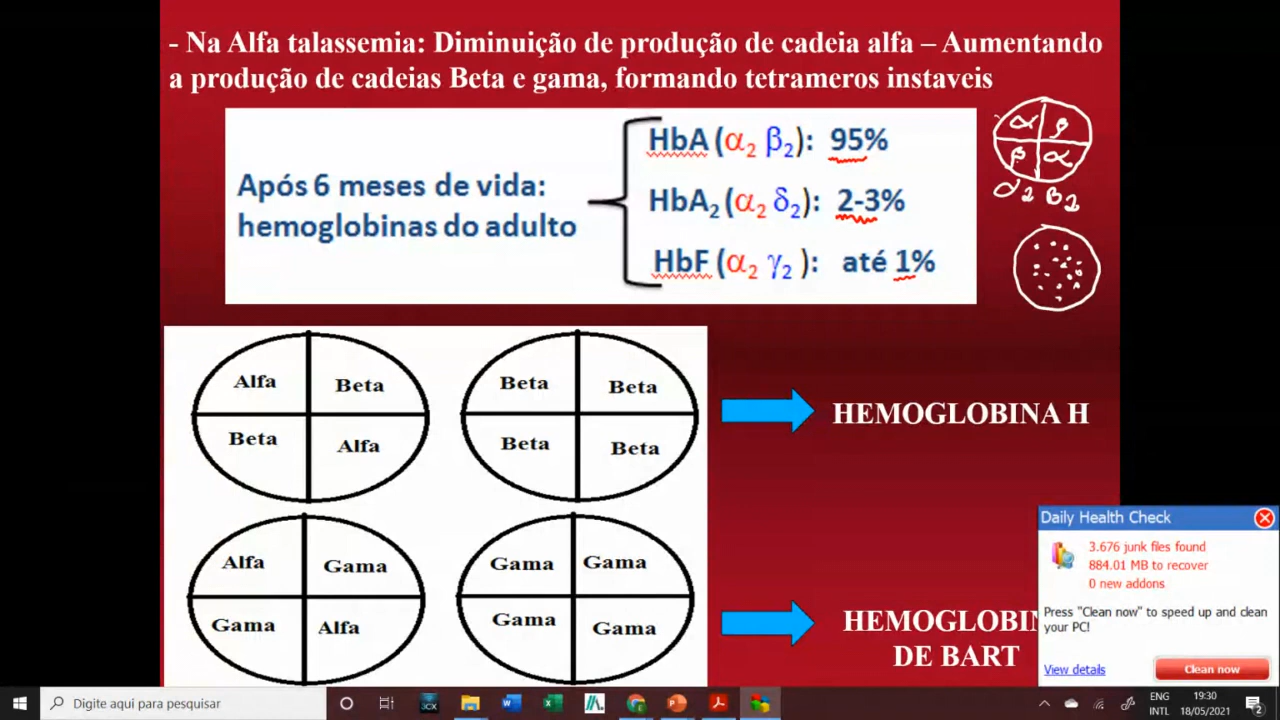 - Na Alfa talassemia: Diminuição de produção de cadeia alfa – Aumentando
a produção de cadeias Beta e gama, formando tetrameros instaveis
Após 6 meses de vida:
hemoglobinas do adulto
HbA (α2 β2): 95%
HbA2 (α2 δ2): 2-3%
HbF (α2 γ2): até 1%
α β
β α
α2 β2
Alfa Beta
Beta Alfa
Beta Beta
Beta Beta
HEMOGLOBINA H
Alfa Gama
Gama Alfa
Gama Gama
Gama Gama
HEMOGLOBIN
DE BART
Daily Health Check
3.676 junk files found
884.01 MB to recover
0 new addons
Press "Clean now" to speed up and clean
your PC!
View details
Clean now
Digite aqui para pesquisar
ENG
INTL
19:30
18/05/2021
2